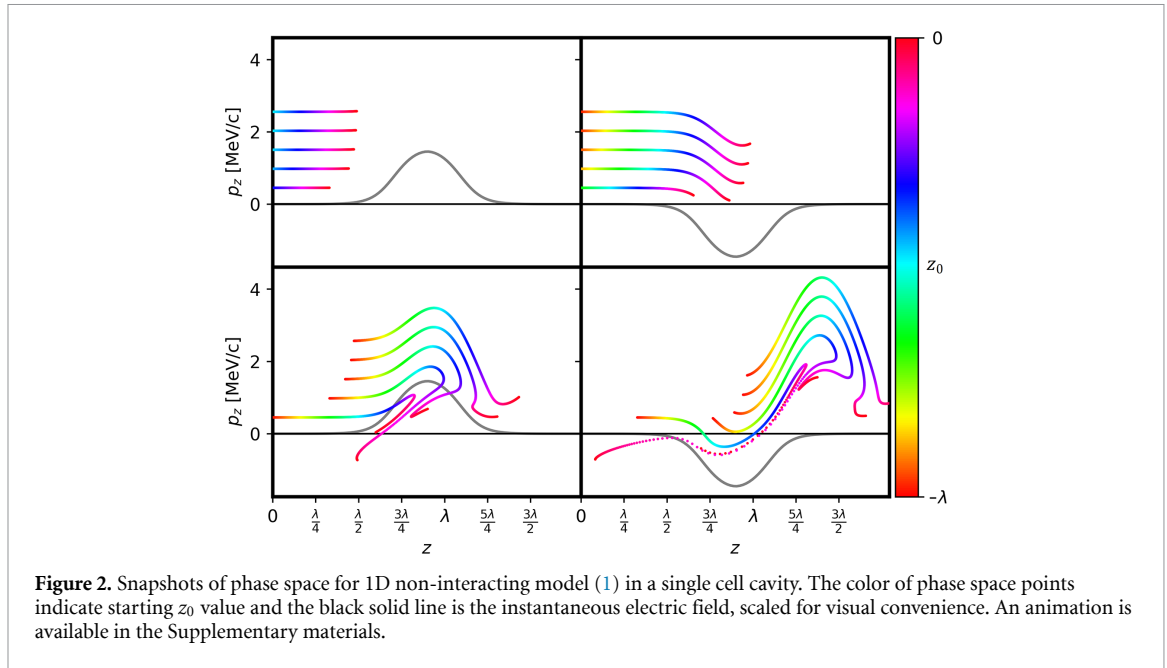 4
2
0
p_z [MeV/c]
0
z_0
–λ
4
2
0
p_z [MeV/c]
0 λ/4 λ/2 3λ/4 λ 5λ/4 3λ/2
z
0 λ/4 λ/2 3λ/4 λ 5λ/4 3λ/2
z
Figure 2. Snapshots of phase space for 1D non-interacting model (1) in a single cell cavity. The color of phase space points
indicate starting z_0 value and the black solid line is the instantaneous electric field, scaled for visual convenience. An animation is
available in the Supplementary materials.